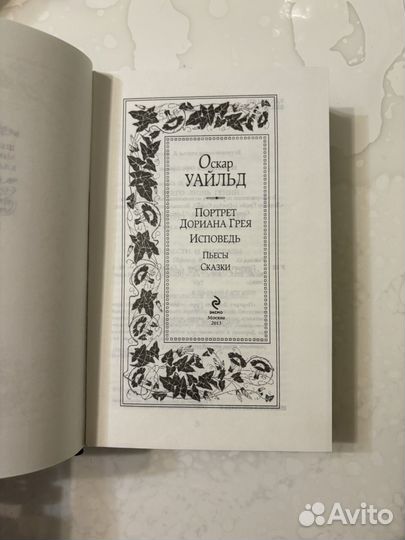 Оскар
УАЙЛЬД
Портрет
Дориана Грея
Исповедь
Пьесы
Сказки
эксмо
Москва
2013
Avito